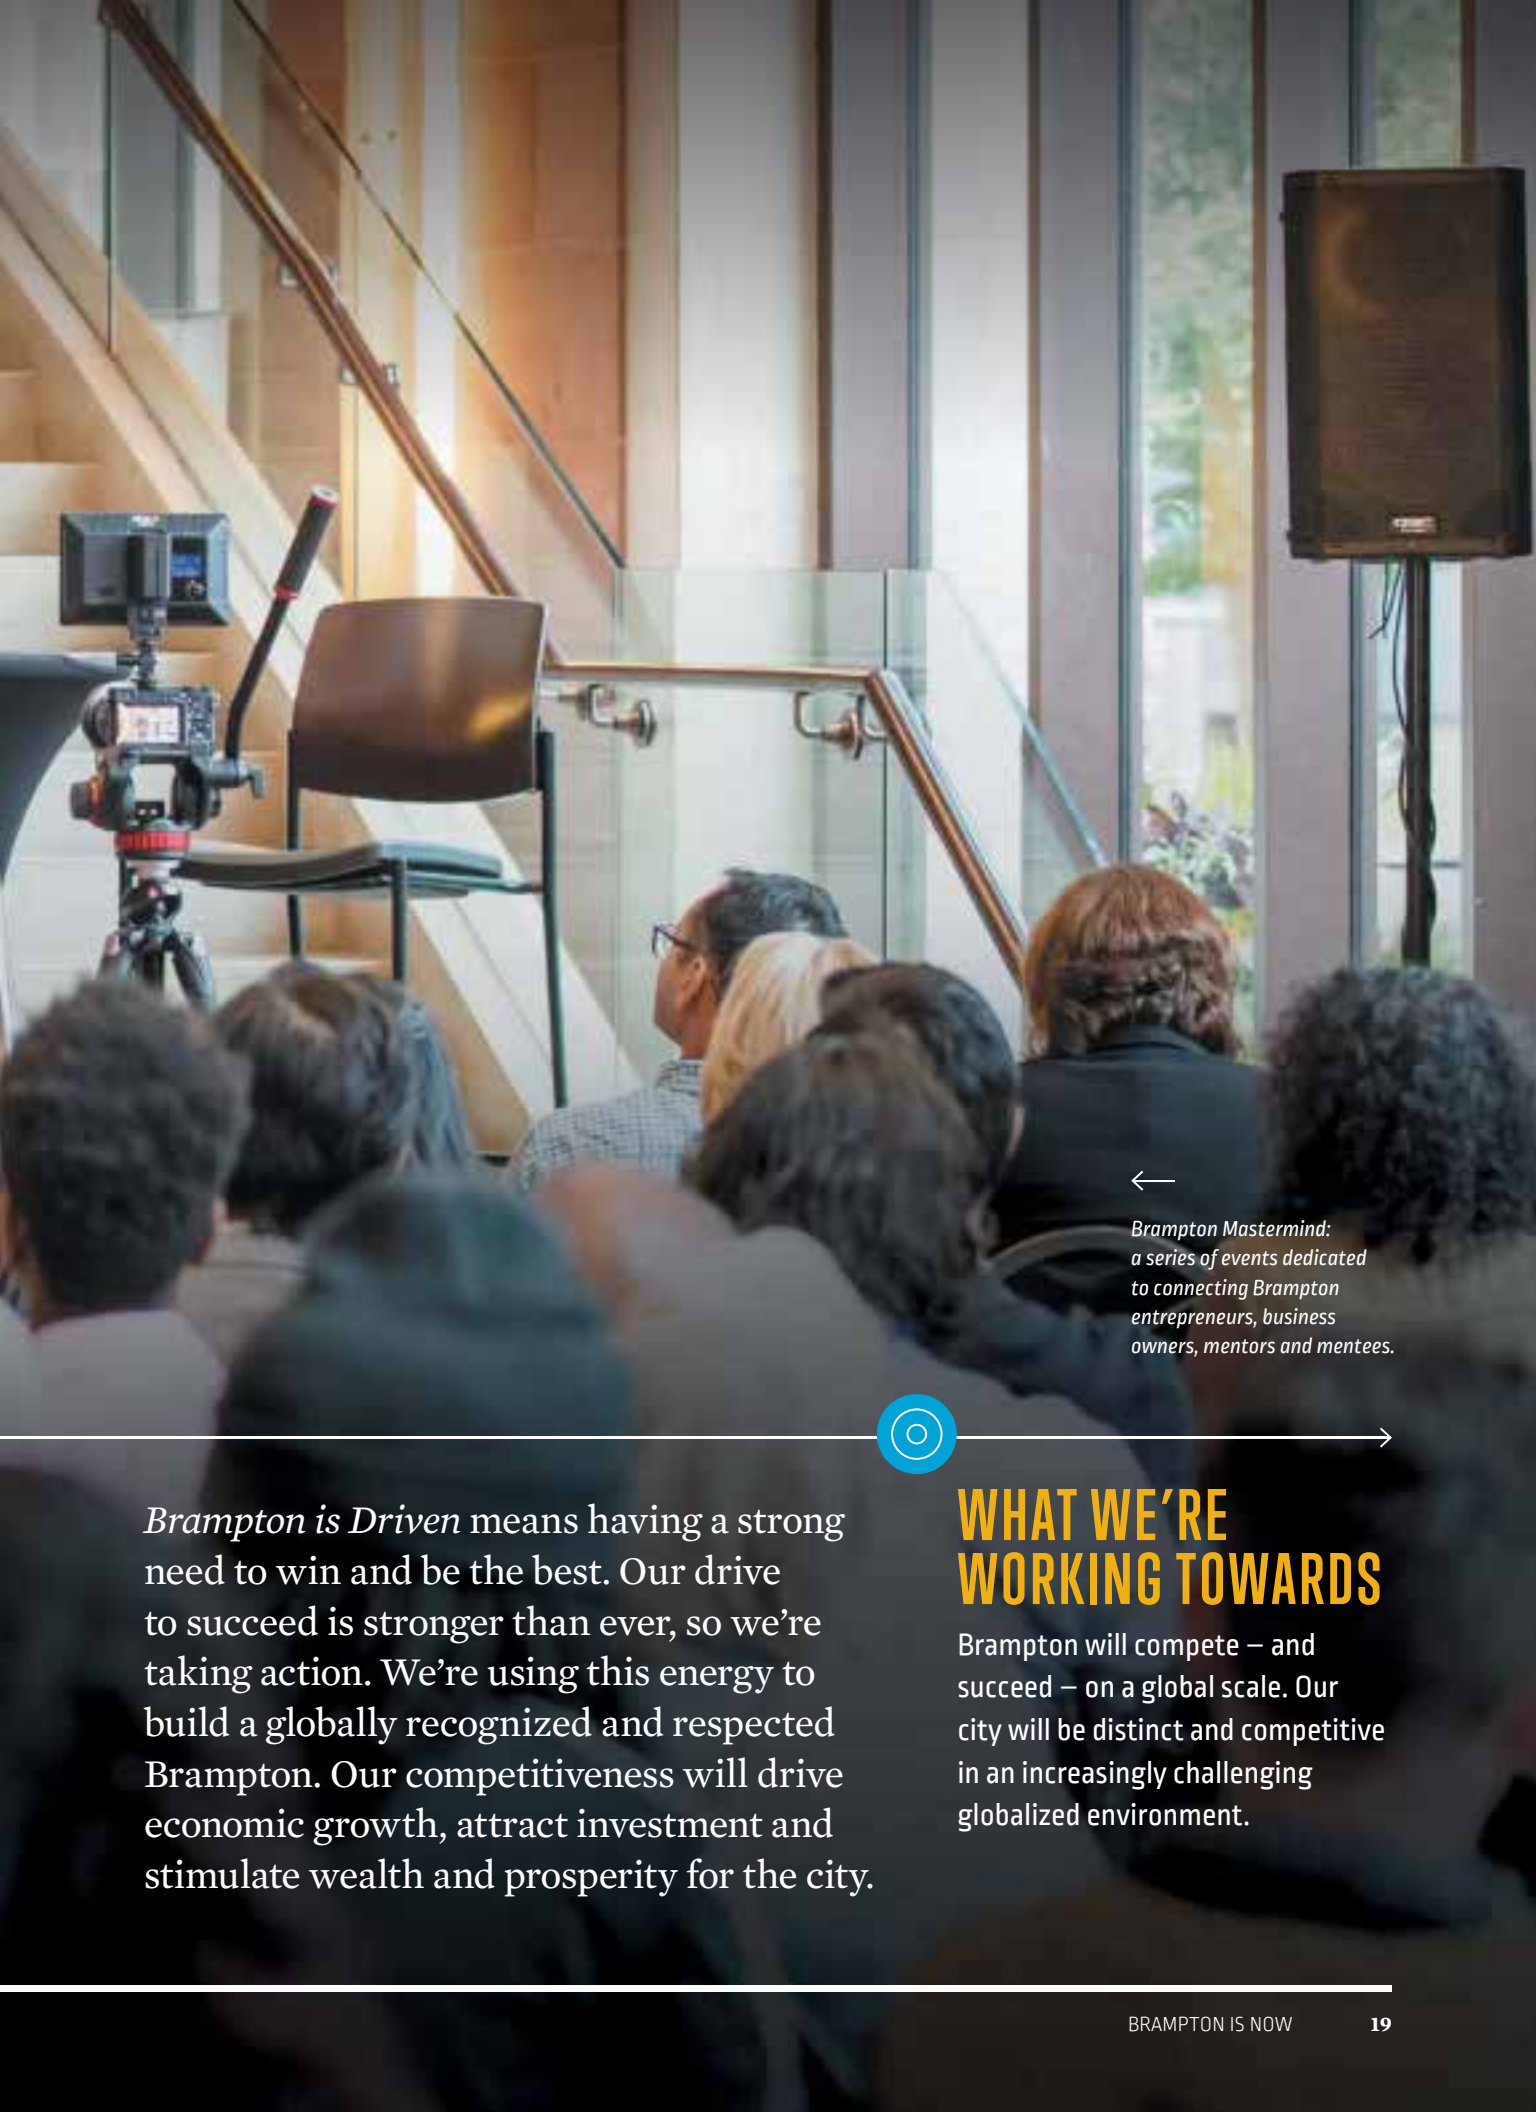 Brampton Mastermind:
a series of events dedicated
to connecting Brampton
entrepreneurs, business
owners, mentors and mentees.
Brampton is Driven means having a strong
need to win and be the best. Our drive
to succeed is stronger than ever, so we’re
taking action. We’re using this energy to
build a globally recognized and respected
Brampton. Our competitiveness will drive
economic growth, attract investment and
stimulate wealth and prosperity for the city.
WHAT WE’RE
WORKING TOWARDS
Brampton will compete – and
succeed – on a global scale. Our
city will be distinct and competitive
in an increasingly challenging
globalized environment.
BRAMPTON IS NOW 19